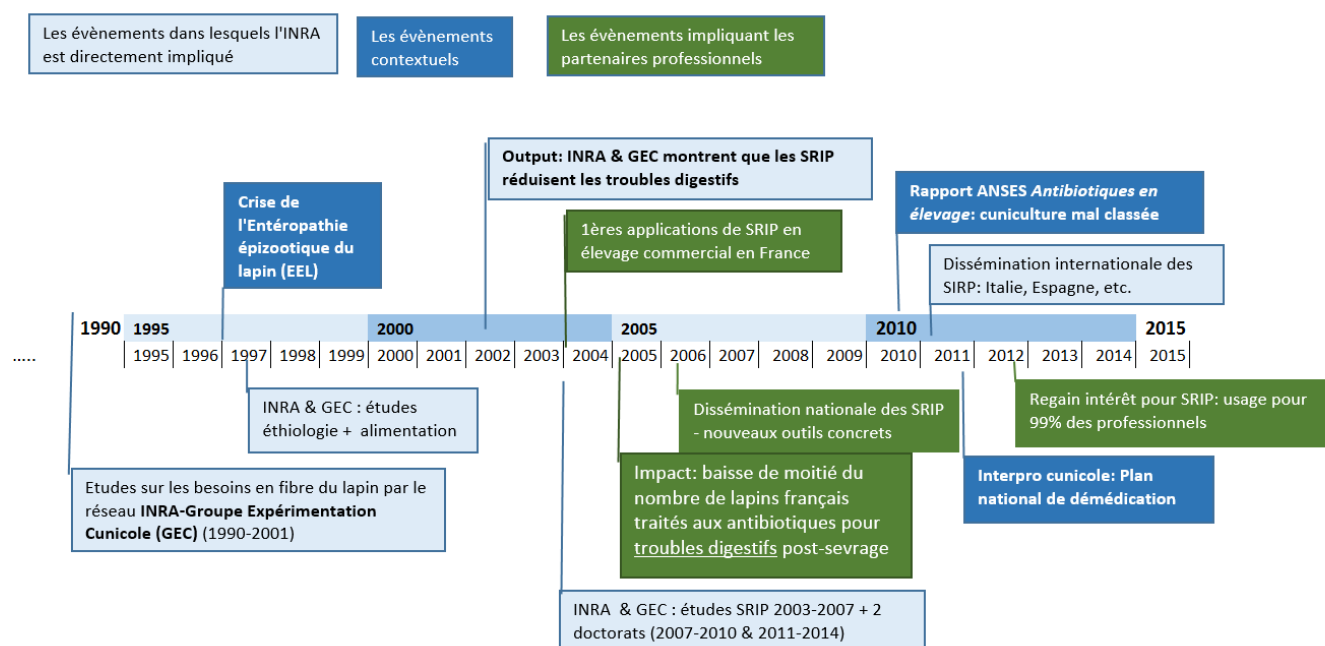 Les évènements dans lesquels l'INRA
est directement impliqué
Les évènements
contextuels
Les évènements impliquant les
partenaires professionnels
Output: INRA & GEC montrent que les SRIP
réduisent les troubles digestifs
Crise de
l'Entéropathie
épizootique du
lapin (EEL)
1ères applications de SRIP en
élevage commercial en France
Rapport ANSES Antibiotiques en
élevage: cuniculture mal classée
Dissémination internationale des
SIRP: Italie, Espagne, etc.
1990 1995 2000 2005 2010 2015
..... 1995 1996 1997 1998 1999 2000 2001 2002 2003 2004 2005 2006 2007 2008 2009 2010 2011 2012 2013 2014 2015
INRA & GEC : études
éthiologie + alimentation
Dissémination nationale des SRIP
- nouveaux outils concrets
Regain intérêt pour SRIP: usage pour
99% des professionnels
Etudes sur les besoins en fibre du lapin par le
réseau INRA-Groupe Expérimentation
Cunicole (GEC) (1990-2001)
Impact: baisse de moitié du
nombre de lapins français
traités aux antibiotiques pour
troubles digestifs post-sevrage
Interpro cunicole: Plan
national de démédication
INRA & GEC : études SRIP 2003-2007 + 2
doctorats (2007-2010 & 2011-2014)